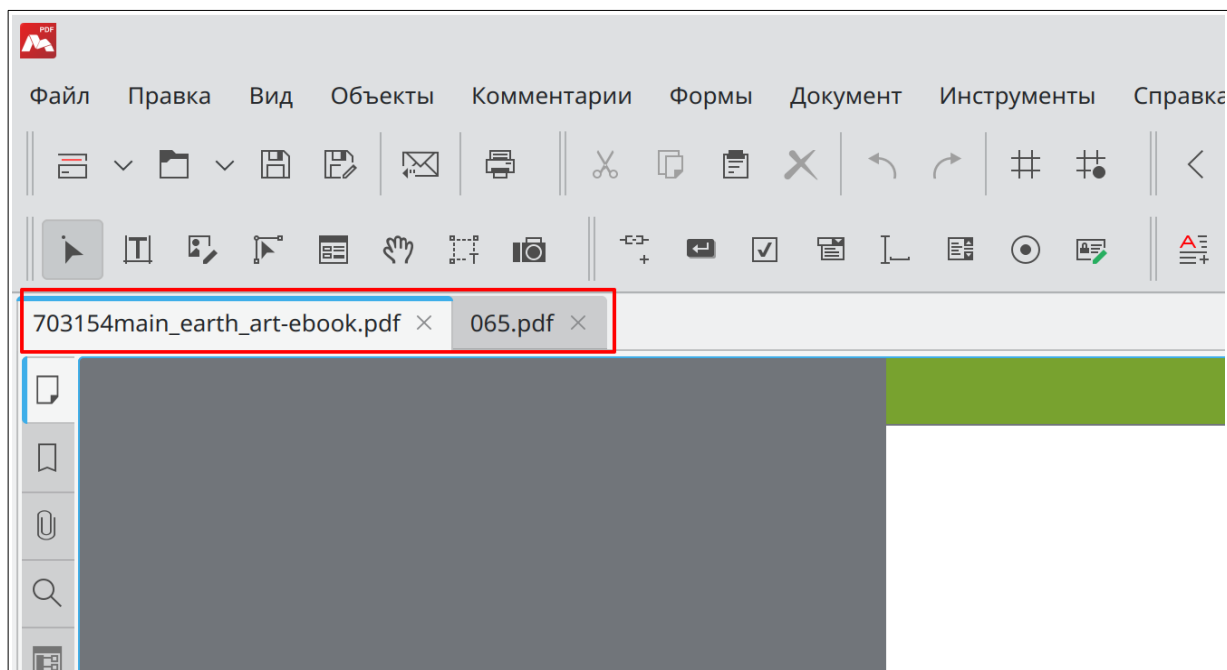 PDF
Файл Правка Вид Объекты Комментарии Формы Документ Инструменты Справка
703154main_earth_art-ebook.pdf 065.pdf